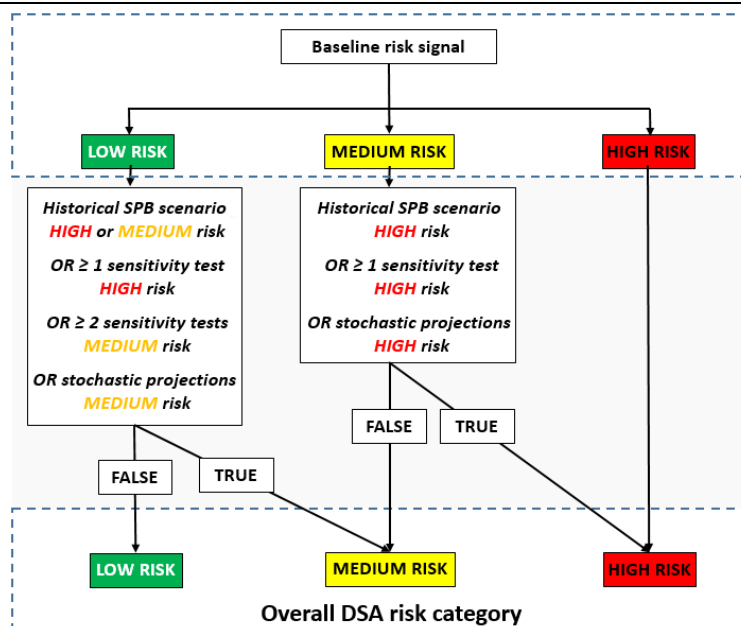 Baseline risk signal
LOW RISK
MEDIUM RISK
HIGH RISK
Historical SPB scenario
HIGH or MEDIUM risk
OR ≥ 1 sensitivity test
HIGH risk
OR ≥ 2 sensitivity tests
MEDIUM risk
OR stochastic projections
MEDIUM risk
Historical SPB scenario
HIGH risk
OR ≥ 1 sensitivity test
HIGH risk
OR stochastic projections
HIGH risk
FALSE
TRUE
FALSE
TRUE
LOW RISK
MEDIUM RISK
HIGH RISK
Overall DSA risk category